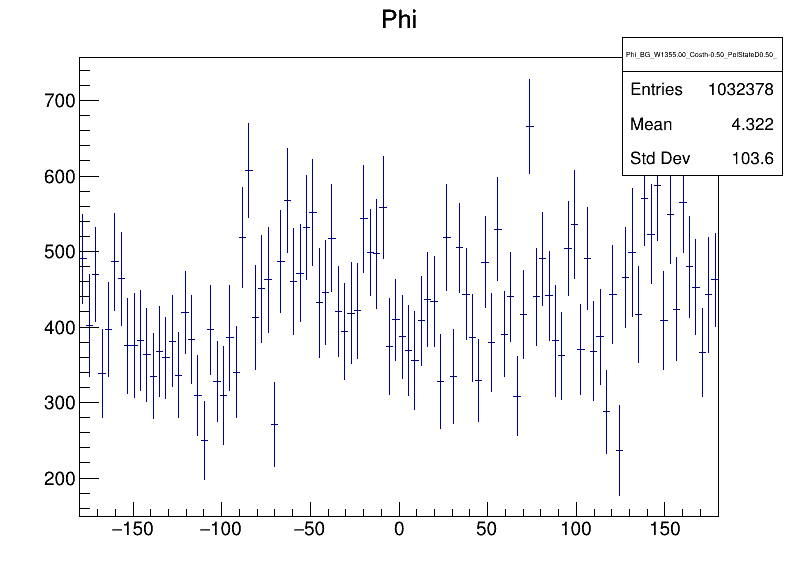 Phi
Phi_BG_W1355.00_Costh-0.50_PolStateD0.50_
Entries 1032378
Mean 4.322
Std Dev 103.6
700
600
500
400
300
200
−150 −100 −50 0 50 100 150